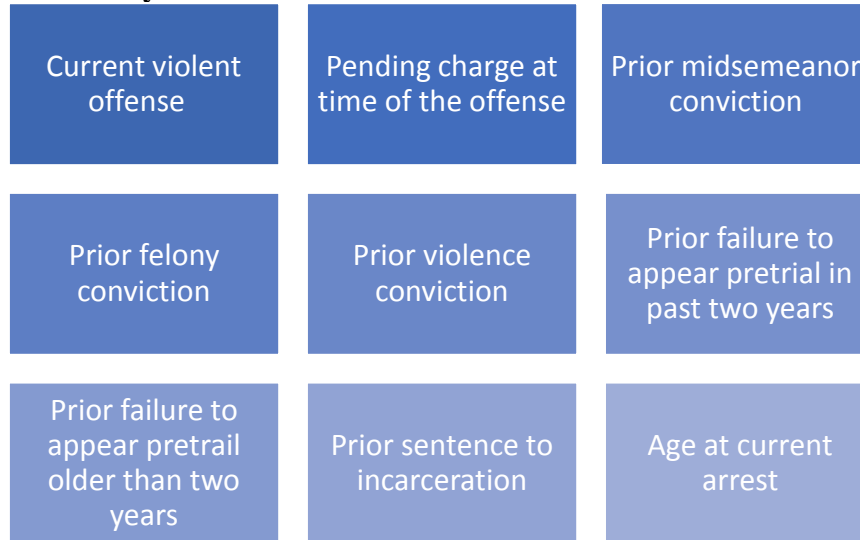 Current violent
offense
Pending charge at
time of the offense
Prior midsemeanor
conviction
Prior felony
conviction
Prior violence
conviction
Prior failure to
appear pretrial in
past two years
Prior failure to
appear pretrail
older than two
years
Prior sentence to
incarceration
Age at current
arrest